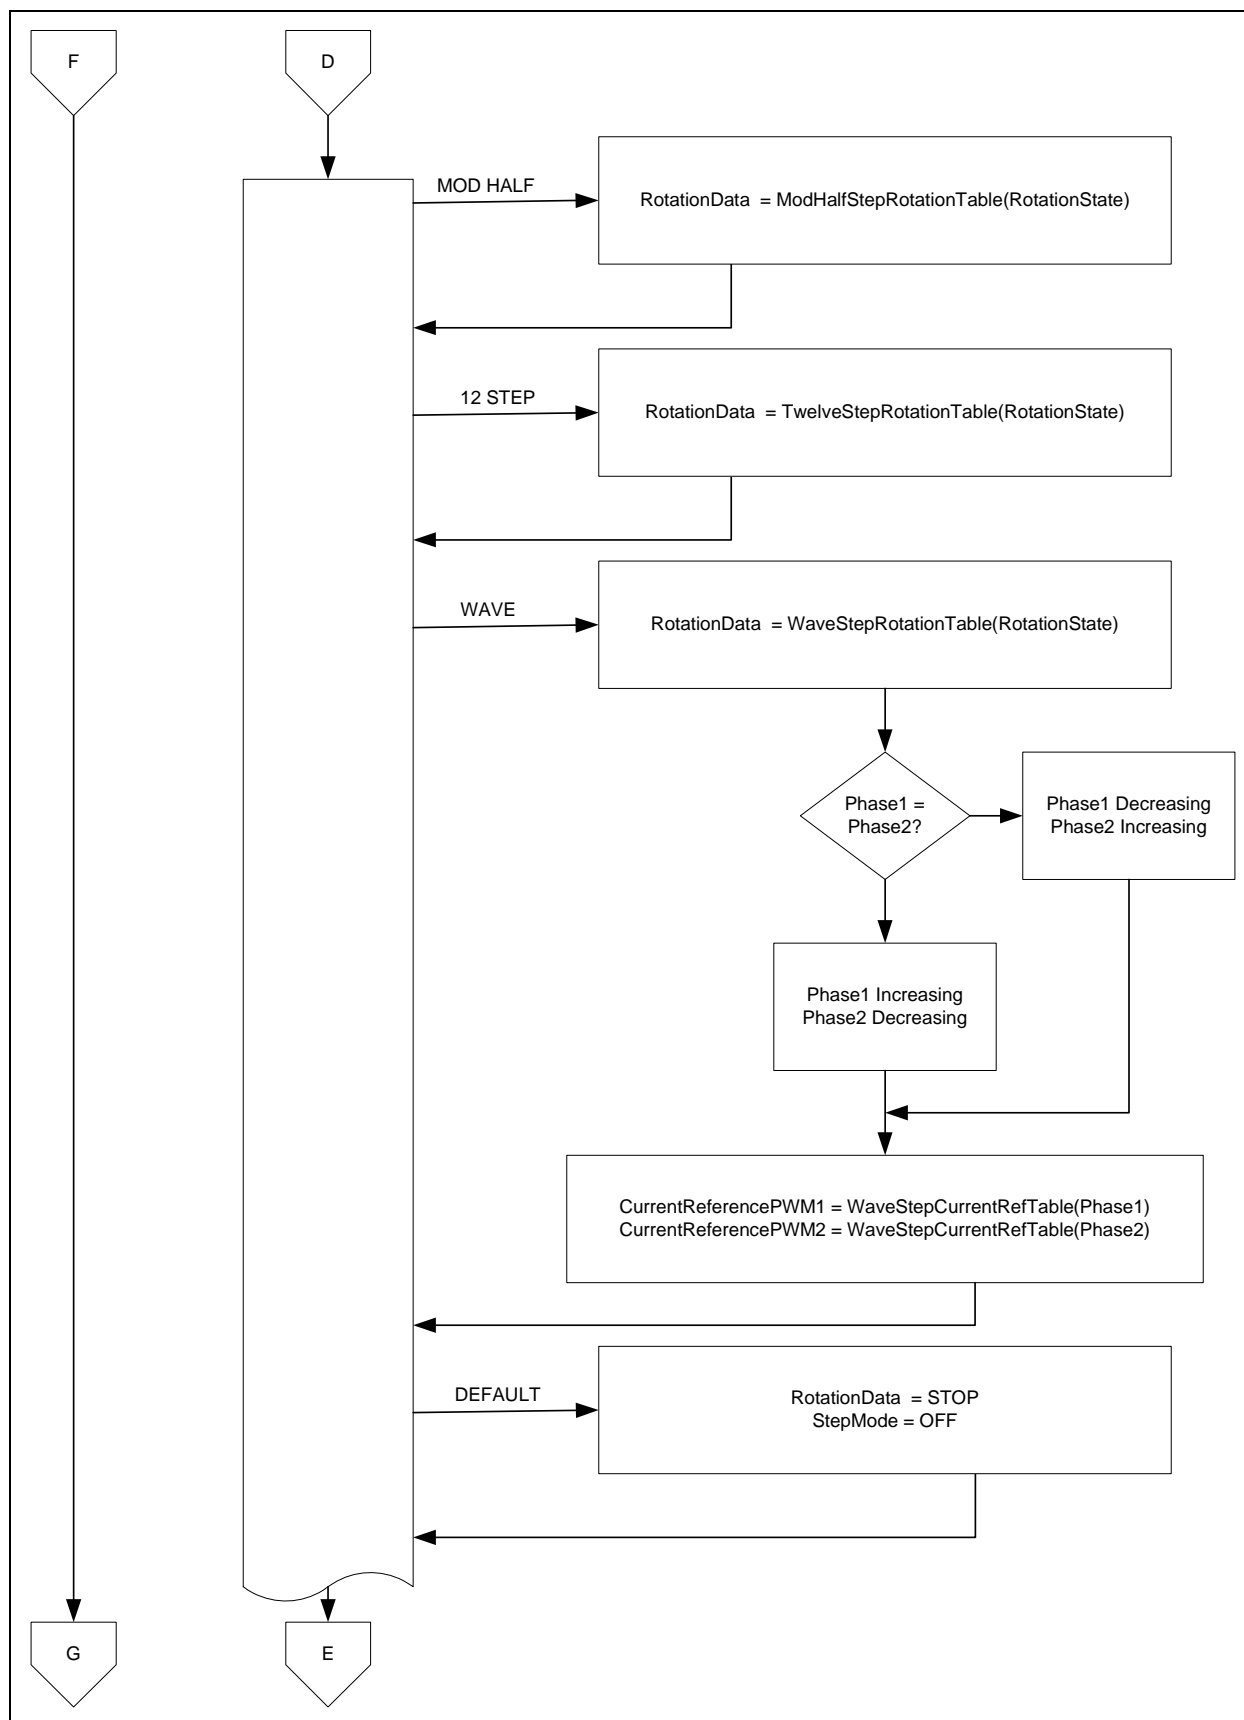 F
D
MOD HALF
RotationData = ModHalfStepRotationTable(RotationState)
12 STEP
RotationData = TwelveStepRotationTable(RotationState)
WAVE
RotationData = WaveStepRotationTable(RotationState)
Phase1 =
Phase2?
Phase1 Decreasing
Phase2 Increasing
Phase1 Increasing
Phase2 Decreasing
CurrentReferencePWM1 = WaveStepCurrentRefTable(Phase1)
CurrentReferencePWM2 = WaveStepCurrentRefTable(Phase2)
DEFAULT
RotationData = STOP
StepMode = OFF
G
E